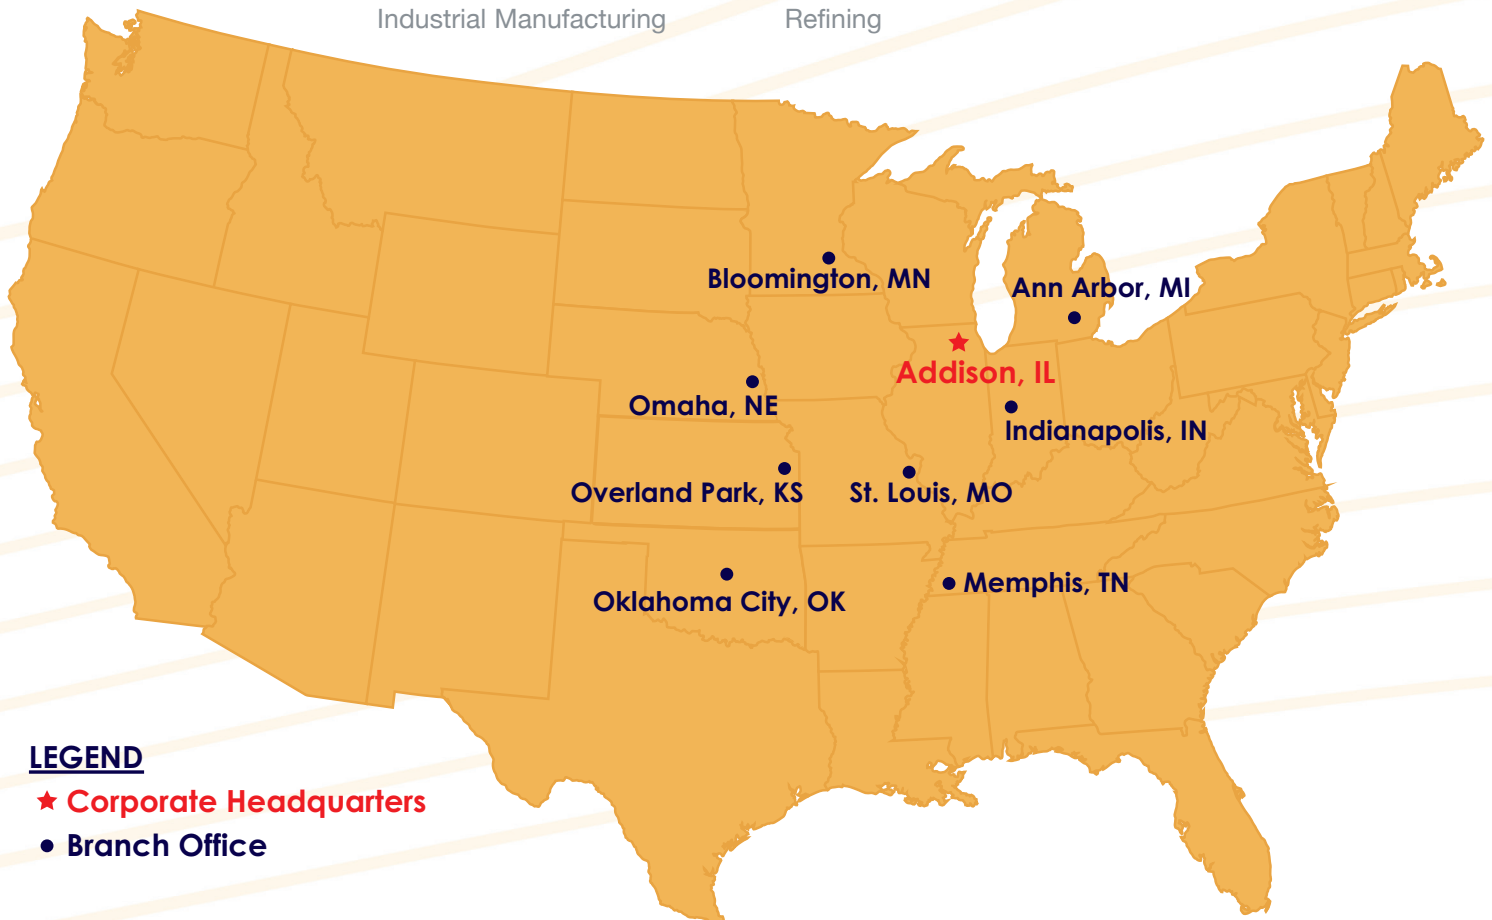 Industrial Manufacturing
Refining
Bloomington, MN
Ann Arbor, MI
Addison, IL
Omaha, NE
Indianapolis, IN
Overland Park, KS
St. Louis, MO
Memphis, TN
Oklahoma City, OK
LEGEND
Corporate Headquarters
Branch Office